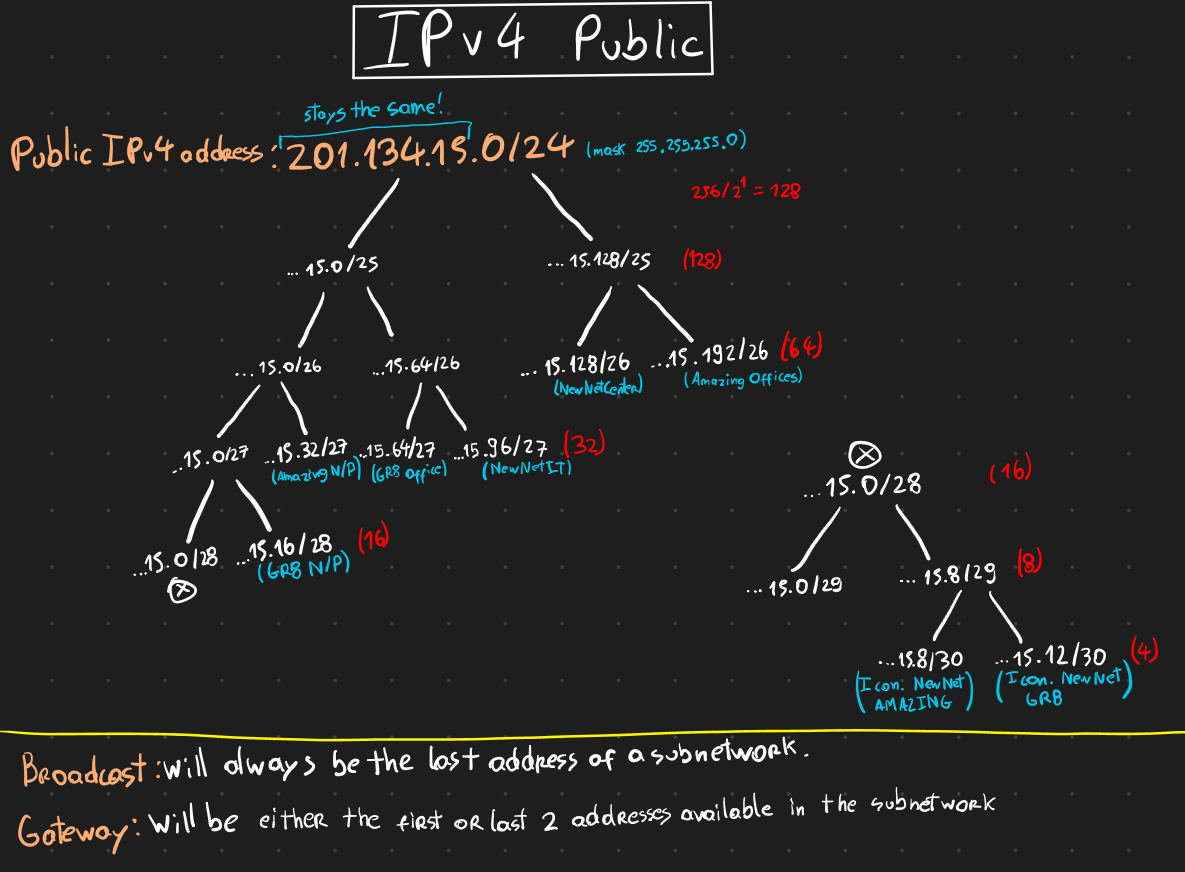 IPv4 Public
stays the same!
Public IPv4 address: 201.134.15.0/24 (mask 255.255.255.0)
256/2¹ = 128
... 15.0/25
... 15.128/25 (128)
... 15.0/26
...15.64/26
... 15.128/26
(NewNetCenter)
...15.192/26 (64)
(Amazing Offices)
...15.0/27
...15.32/27
(Amazing N/P)
...15.64/27
(GR8 Office)
...15.96/27 (32)
(NewNetIT)
...15.0/28
X
...15.16/28 (16)
(GR8 N/P)
X
...15.0/28 (16)
... 15.0/29
... 15.8/29 (8)
...15.8/30
(I con. NewNet
AMAZING)
...15.12/30 (4)
(I con. NewNet
GR8)
Broadcast: will always be the last address of a subnetwork.
Gateway: Will be either the first OR last 2 addresses available in the subnetwork